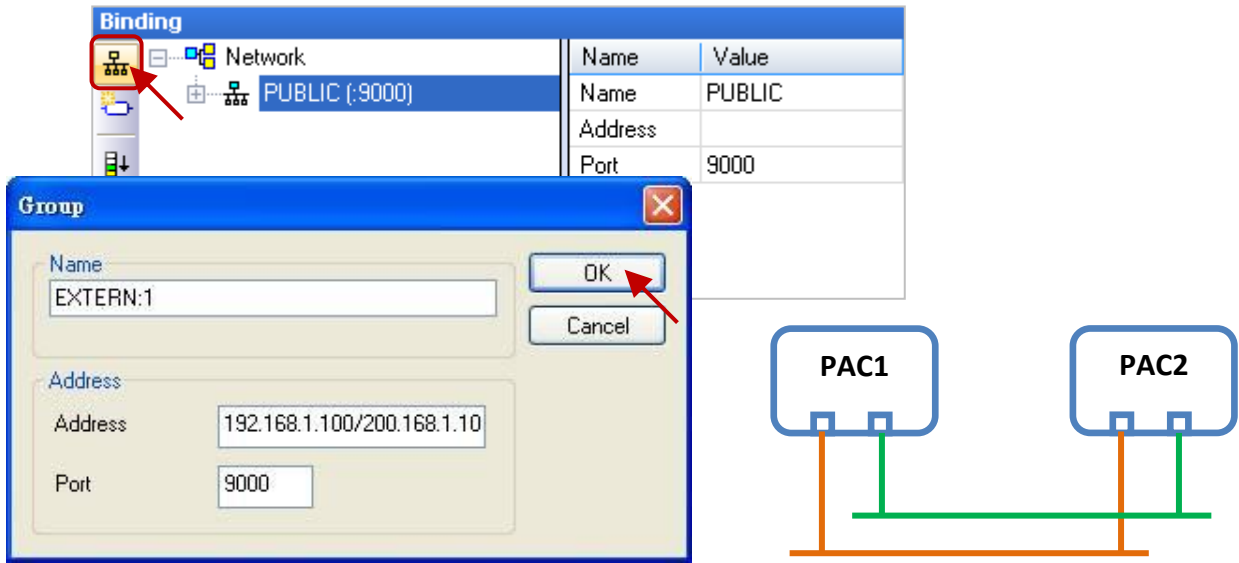 Binding
Network
PUBLIC (:9000)
Name Value
Name PUBLIC
Address
Port 9000
Group
Name
EXTERN:1
OK
Cancel
Address
Address 192.168.1.100/200.168.1.10
Port 9000
PAC1
PAC2